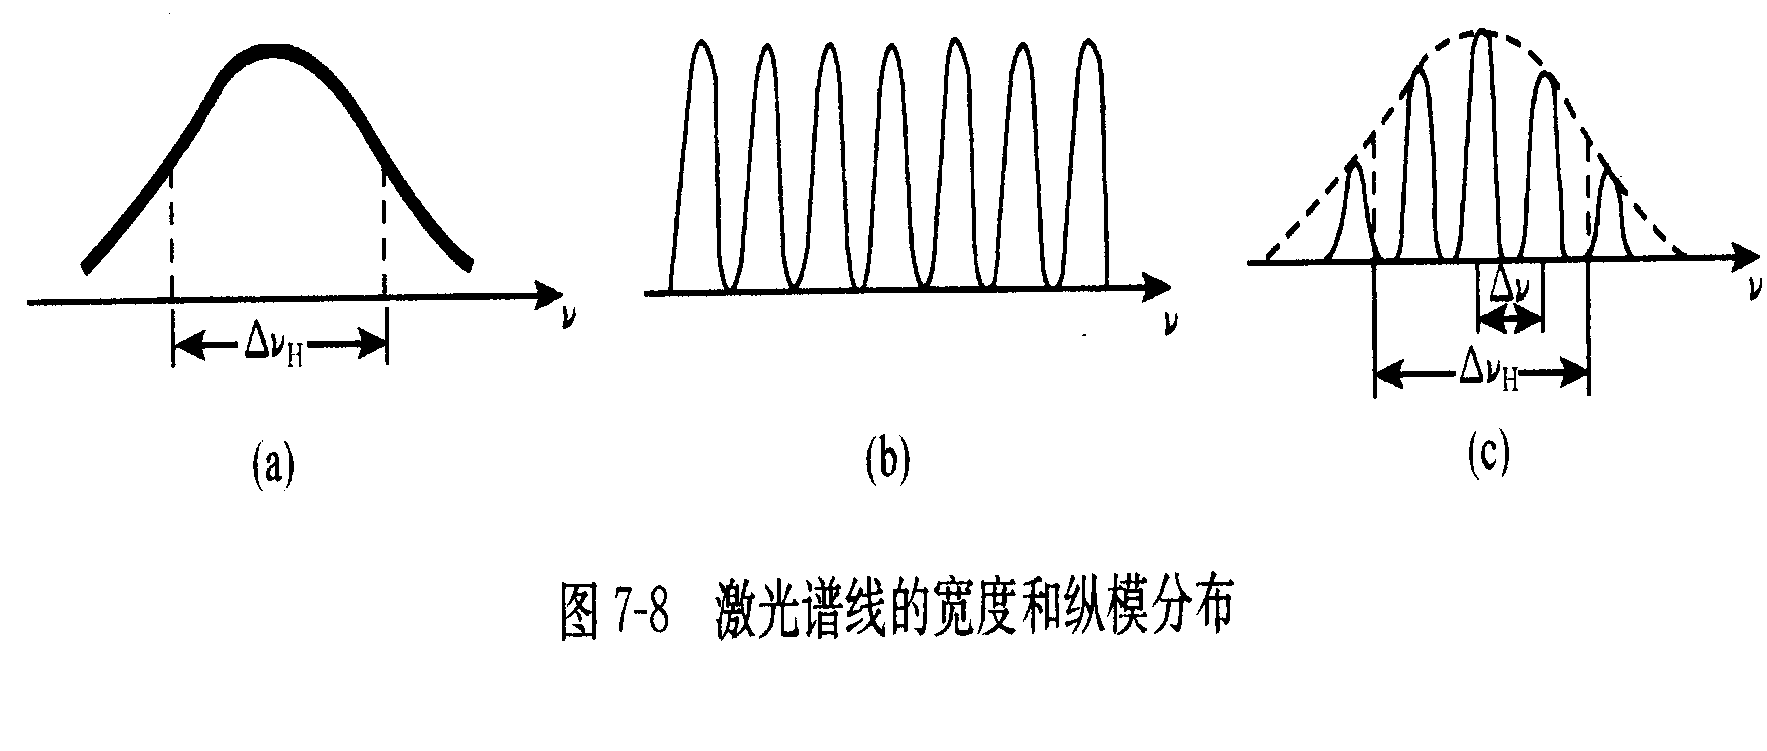 ν
Δν_H
(a)
ν
(b)
Δν
ν
Δν_H
(c)
图 7-8 激光谱线的宽度和纵模分布